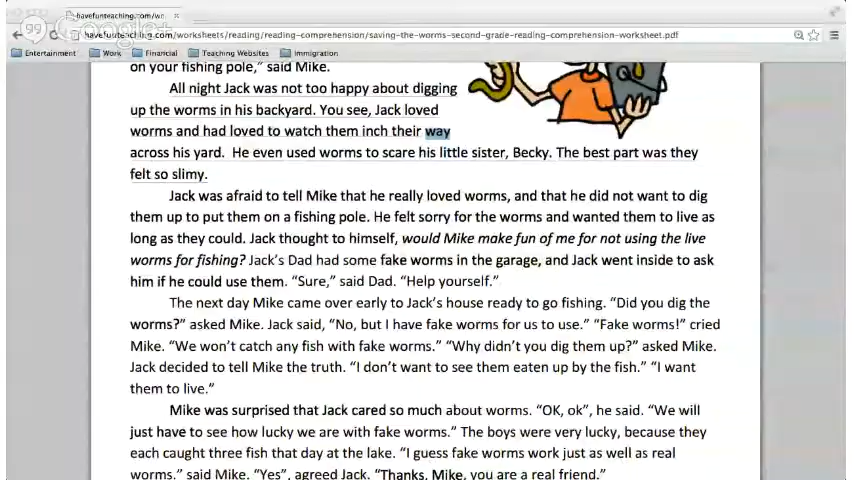 havefunteaching.com/wo
Google+
havefunteaching.com/worksheets/reading/reading-comprehension/saving-the-worms-second-grade-reading-comprehension-worksheet.pdf
Entertainment Work Financial Teaching Websites Immigration
on your fishing pole,” said Mike.
All night Jack was not too happy about digging
up the worms in his backyard. You see, Jack loved
worms and had loved to watch them inch their way
across his yard. He even used worms to scare his little sister, Becky. The best part was they
felt so slimy.
Jack was afraid to tell Mike that he really loved worms, and that he did not want to dig
them up to put them on a fishing pole. He felt sorry for the worms and wanted them to live as
long as they could. Jack thought to himself, would Mike make fun of me for not using the live
worms for fishing? Jack’s Dad had some fake worms in the garage, and Jack went inside to ask
him if he could use them. “Sure,” said Dad. “Help yourself.”
The next day Mike came over early to Jack’s house ready to go fishing. “Did you dig the
worms?” asked Mike. Jack said, “No, but I have fake worms for us to use.” “Fake worms!” cried
Mike. “We won’t catch any fish with fake worms.” “Why didn’t you dig them up?” asked Mike.
Jack decided to tell Mike the truth. “I don’t want to see them eaten up by the fish.” “I want
them to live.”
Mike was surprised that Jack cared so much about worms. “OK, ok”, he said. “We will
just have to see how lucky we are with fake worms.” The boys were very lucky, because they
each caught three fish that day at the lake. “I guess fake worms work just as well as real
worms.” said Mike. “Yes”, agreed Jack. “Thanks, Mike, you are a real friend.”